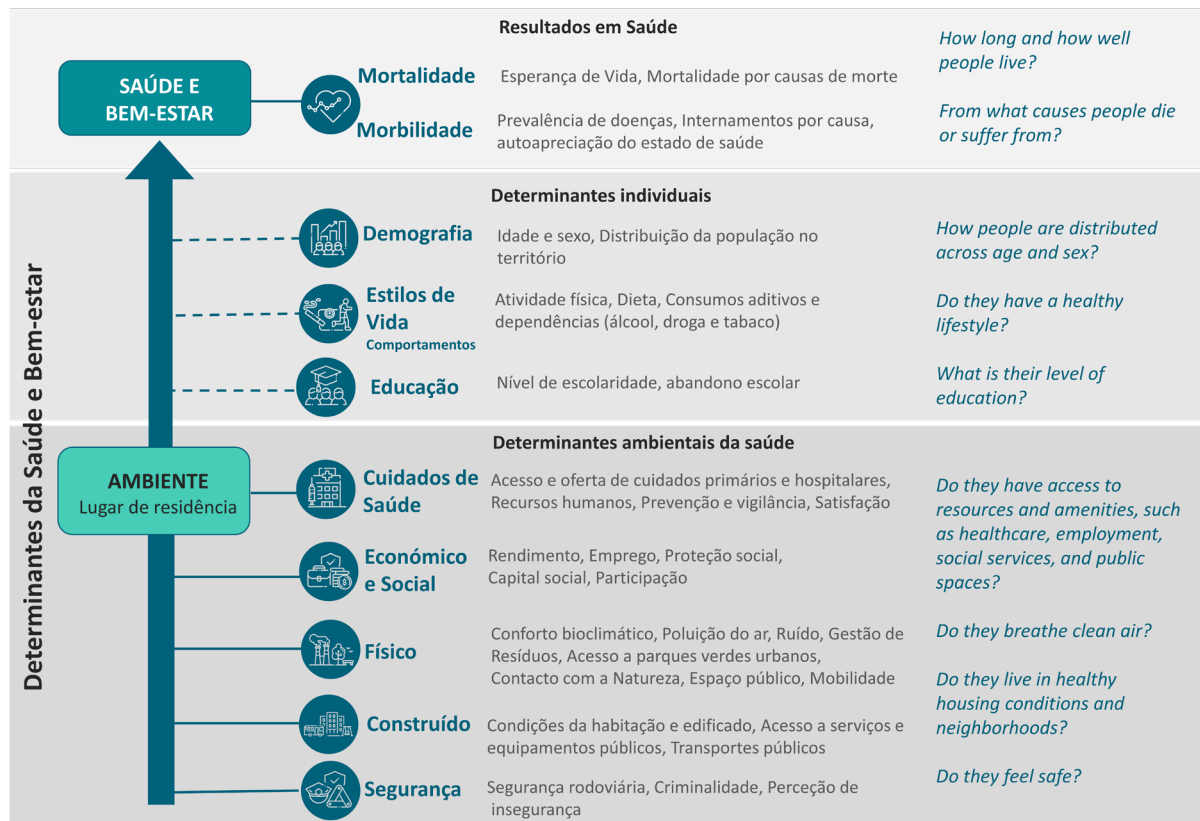 Determinantes da Saúde e Bem-estar
Resultados em Saúde
SAÚDE E
BEM-ESTAR
Mortalidade
Esperança de Vida, Mortalidade por causas de morte
Morbilidade
Prevalência de doenças, Internamentos por causa,
autoapreciação do estado de saúde
How long and how well
people live?
From what causes people die
or suffer from?
Determinantes individuais
Demografia
Idade e sexo, Distribuição da população no
território
How people are distributed
across age and sex?
Estilos de
Vida
Comportamentos
Atividade física, Dieta, Consumos aditivos e
dependências (álcool, droga e tabaco)
Do they have a healthy
lifestyle?
Educação
Nível de escolaridade, abandono escolar
What is their level of
education?
Determinantes ambientais da saúde
AMBIENTE
Lugar de residência
Cuidados de
Saúde
Acesso e oferta de cuidados primários e hospitalares,
Recursos humanos, Prevenção e vigilância, Satisfação
Do they have access to
resources and amenities, such
as healthcare, employment,
social services, and public
spaces?
Económico
e Social
Rendimento, Emprego, Proteção social,
Capital social, Participação
Físico
Conforto bioclimático, Poluição do ar, Ruído, Gestão de
Resíduos, Acesso a parques verdes urbanos,
Contacto com a Natureza, Espaço público, Mobilidade
Do they breathe clean air?
Do they live in healthy
housing conditions and
neighborhoods?
Construído
Condições da habitação e edificado, Acesso a serviços e
equipamentos públicos, Transportes públicos
Segurança
Segurança rodoviária, Criminalidade, Perceção de
insegurança
Do they feel safe?